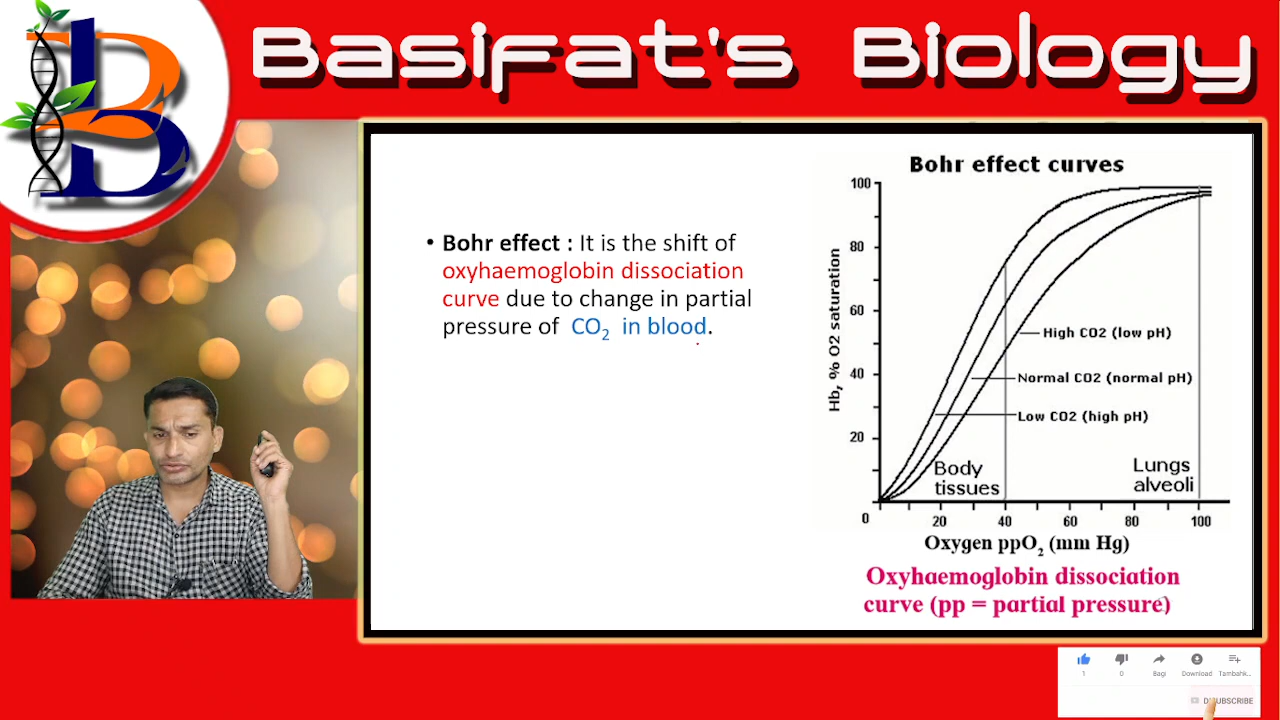 Basifat's Biology
• Bohr effect : It is the shift of
oxyhaemoglobin dissociation
curve due to change in partial
pressure of CO2 in blood.
Bohr effect curves
Hb, % O2 saturation
100
80
60
40
20
0
20
40
60
80
100
High CO2 (low pH)
Normal CO2 (normal pH)
Low CO2 (high pH)
Body
tissues
Lungs
alveoli
Oxygen ppO2 (mm Hg)
Oxyhaemoglobin dissociation
curve (pp = partial pressure)
1
0
Bagi
Download
Tambahk...
SUBSCRIBE